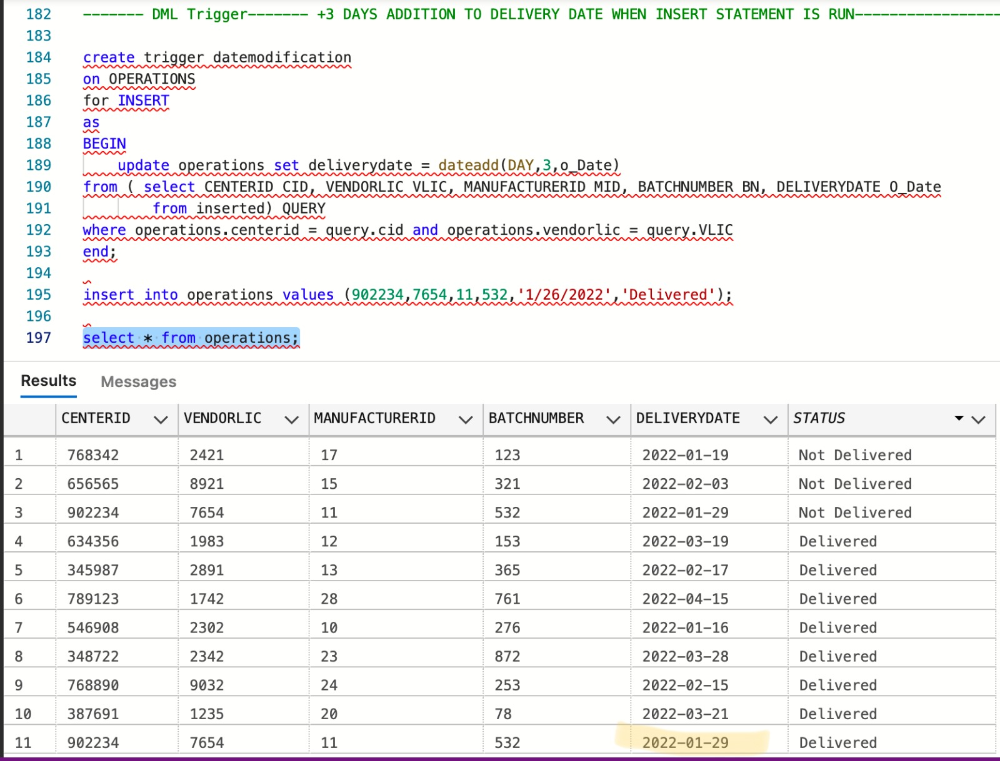 182 ------- DML Trigger------- +3 DAYS ADDITION TO DELIVERY DATE WHEN INSERT STATEMENT IS RUN-----------------
183
184 create trigger datemodification
185 on OPERATIONS
186 for INSERT
187 as
188 BEGIN
189 update operations set deliverydate = dateadd(DAY,3,o_Date)
190 from ( select CENTERID CID, VENDORLIC VLIC, MANUFACTURERID MID, BATCHNUMBER BN, DELIVERYDATE O_Date
191 from inserted) QUERY
192 where operations.centerid = query.cid and operations.vendorlic = query.VLIC
193 end;
194
195 insert into operations values (902234,7654,11,532,'1/26/2022','Delivered');
196
197 select * from operations;
Results Messages
CENTERID VENDORLIC MANUFACTURERID BATCHNUMBER DELIVERYDATE STATUS
1 768342 2421 17 123 2022-01-19 Not Delivered
2 656565 8921 15 321 2022-02-03 Not Delivered
3 902234 7654 11 532 2022-01-29 Not Delivered
4 634356 1983 12 153 2022-03-19 Delivered
5 345987 2891 13 365 2022-02-17 Delivered
6 789123 1742 28 761 2022-04-15 Delivered
7 546908 2302 10 276 2022-01-16 Delivered
8 348722 2342 23 872 2022-03-28 Delivered
9 768890 9032 24 253 2022-02-15 Delivered
10 387691 1235 20 78 2022-03-21 Delivered
11 902234 7654 11 532 2022-01-29 Delivered